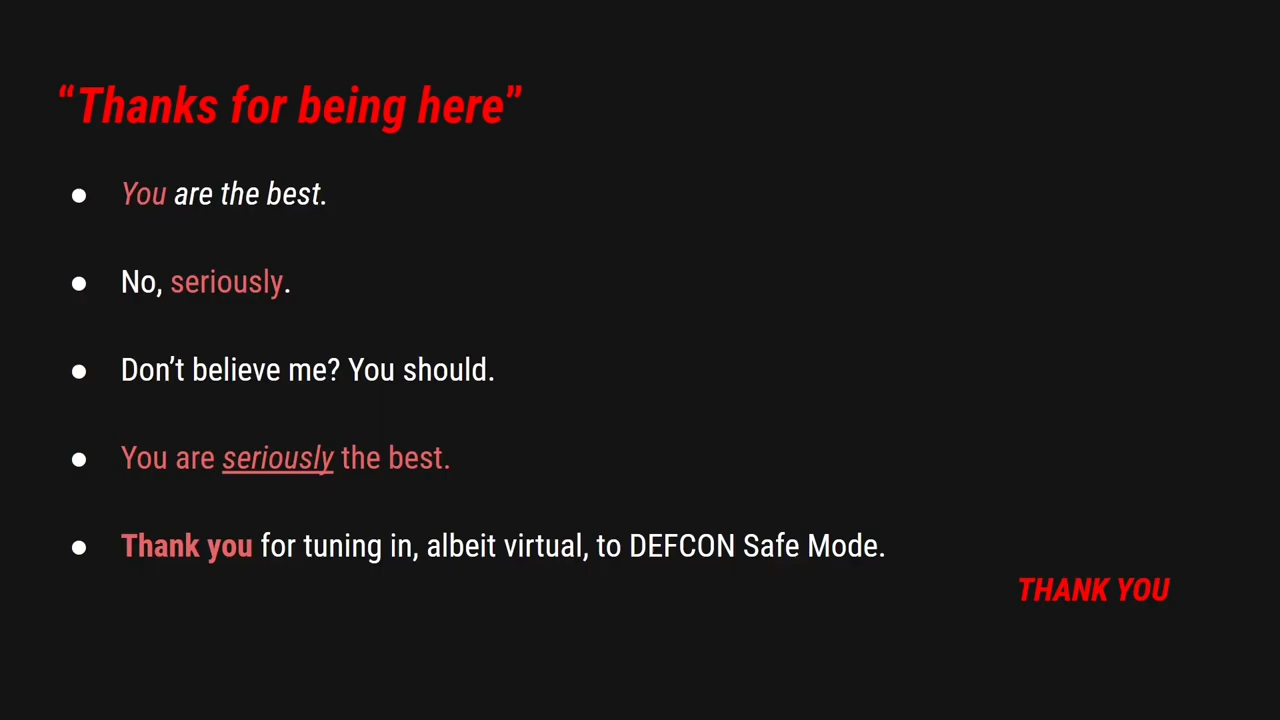 “Thanks for being here”
● You are the best.
● No, seriously.
● Don’t believe me? You should.
● You are seriously the best.
● Thank you for tuning in, albeit virtual, to DEFCON Safe Mode.
THANK YOU